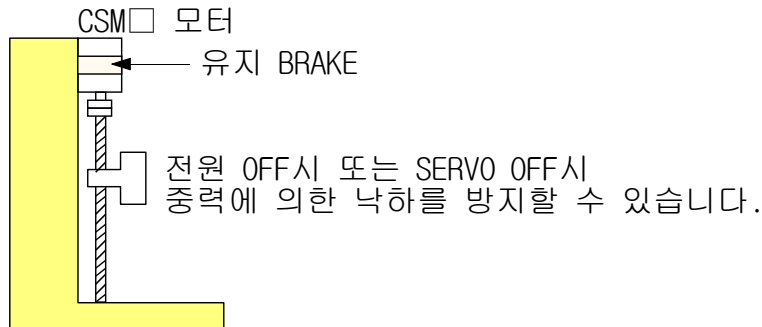 CSM□ 모터
유지 BRAKE
전원 OFF시 또는 SERVO OFF시
중력에 의한 낙하를 방지할 수 있습니다.